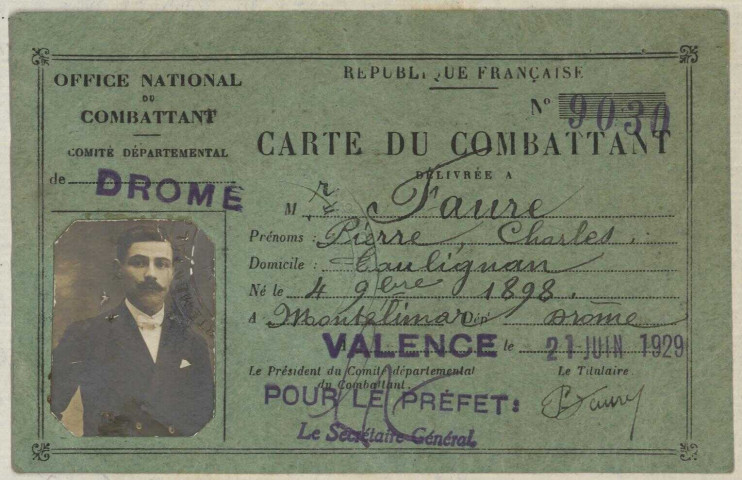 OFFICE NATIONAL
DU
COMBATTANT
COMITÉ DÉPARTEMENTAL
de DROME
REPUBLIQUE FRANÇAISE
Nº 9030
CARTE DU COMBATTANT
DÉLIVRÉE A
M r Faure
Prénoms : Pierre, Charles.
Domicile : Taulignan
Né le 4 9bre 1898.
A Montélimar Dépt Drôme
VALENCE le 21 JUIN 1929
Le Président du Comité départemental
du Combattant.
Le Titulaire
POUR LE PRÉFET:
Le Secrétaire Général,
Faure